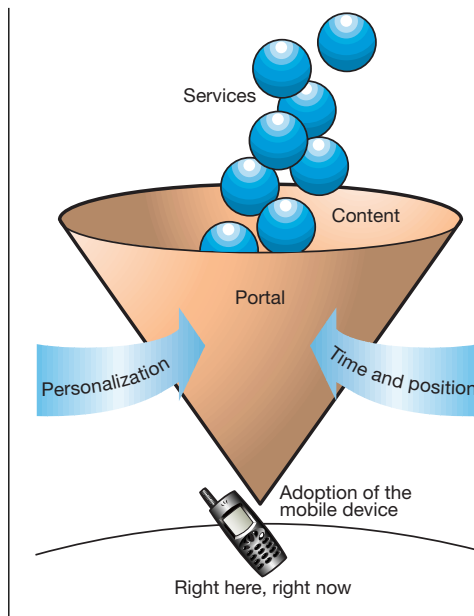 Services
Content
Portal
Personalization
Time and position
Adoption of the
mobile device
Right here, right now